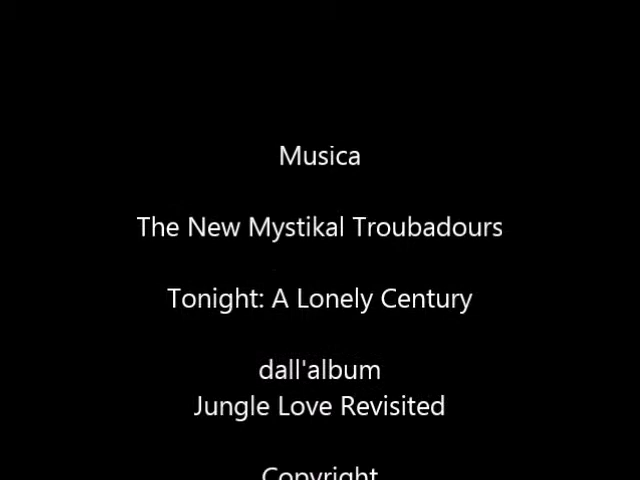 Musica
The New Mystikal Troubadours
Tonight: A Lonely Century
dall'album
Jungle Love Revisited
Copyright